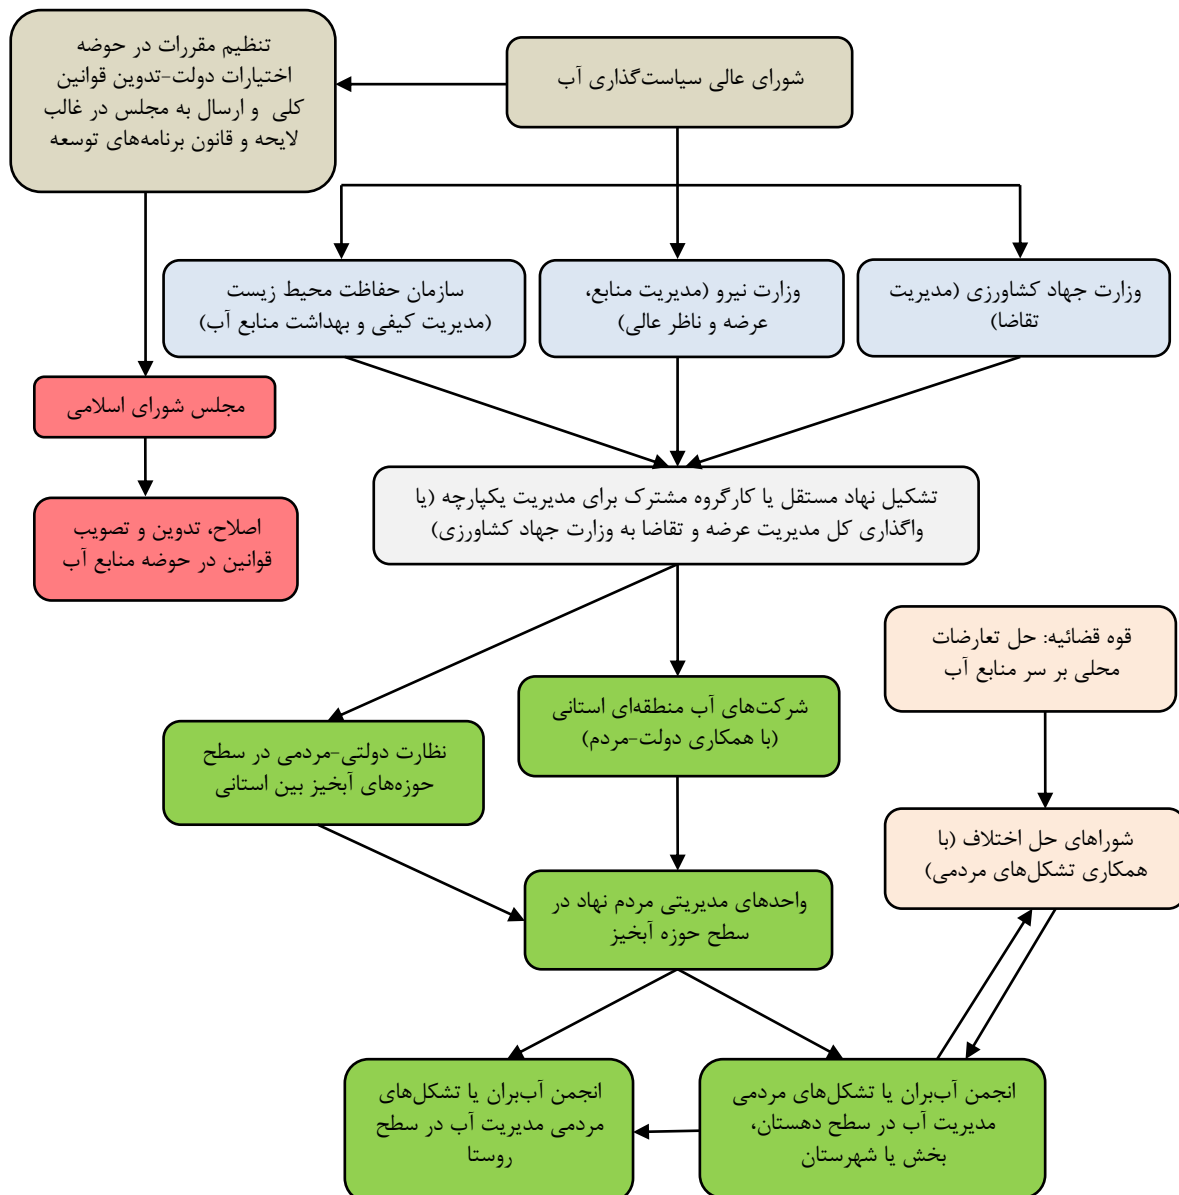 شورای عالی سیاست‌گذاری آب
تنظیم مقررات در حوضه
اختیارات دولت-تدوین قوانین
کلی و ارسال به مجلس در غالب
لایحه و قانون برنامه‌های توسعه
وزارت جهاد کشاورزی (مدیریت
تقاضا)
وزارت نیرو (مدیریت منابع،
عرضه و ناظر عالی)
سازمان حفاظت محیط زیست
(مدیریت کیفی و بهداشت منابع آب)
مجلس شورای اسلامی
اصلاح، تدوین و تصویب
قوانین در حوضه منابع آب
تشکیل نهاد مستقل یا کارگروه مشترک برای مدیریت یکپارچه (یا
واگذاری کل مدیریت عرضه و تقاضا به وزارت جهاد کشاورزی)
قوه قضائیه: حل تعارضات
محلی بر سر منابع آب
شرکت‌های آب منطقه‌ای استانی
(با همکاری دولت-مردم)
نظارت دولتی-مردمی در سطح
حوزه‌های آبخیز بین استانی
شوراهای حل اختلاف (با
همکاری تشکل‌های مردمی)
واحدهای مدیریتی مردم نهاد در
سطح حوزه آبخیز
انجمن آب‌بران یا تشکل‌های مردمی
مدیریت آب در سطح دهستان،
بخش یا شهرستان
انجمن آب‌بران یا تشکل‌های
مردمی مدیریت آب در سطح
روستا